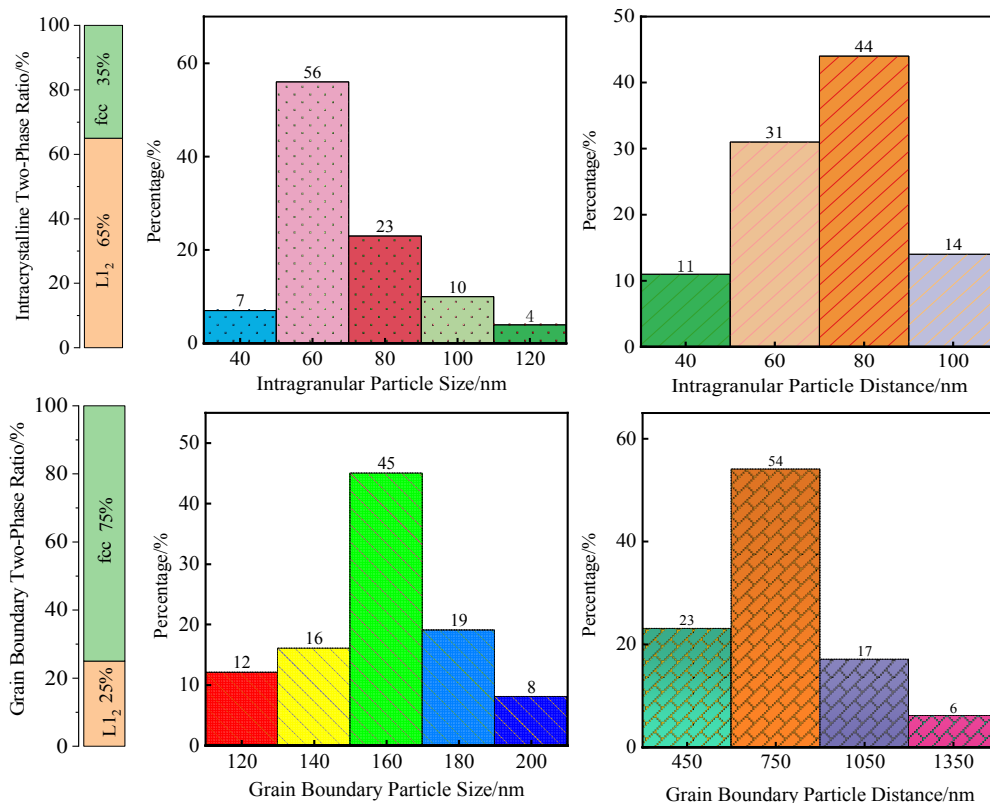 Intracrystalline Two-Phase Ratio/%
100
80
60
40
20
0
fcc 35%
L1₂ 65%
Percentage/%
60
40
20
0
7
56
23
10
4
40 60 80 100 120
Intragranular Particle Size/nm
Percentage/%
50
40
30
20
10
0
11
31
44
14
40 60 80 100
Intragranular Particle Distance/nm
Grain Boundary Two-Phase Ratio/%
100
80
60
40
20
0
fcc 75%
L1₂ 25%
Percentage/%
50
40
30
20
10
0
12
16
45
19
8
120 140 160 180 200
Grain Boundary Particle Size/nm
Percentage/%
60
40
20
0
23
54
17
6
450 750 1050 1350
Grain Boundary Particle Distance/nm